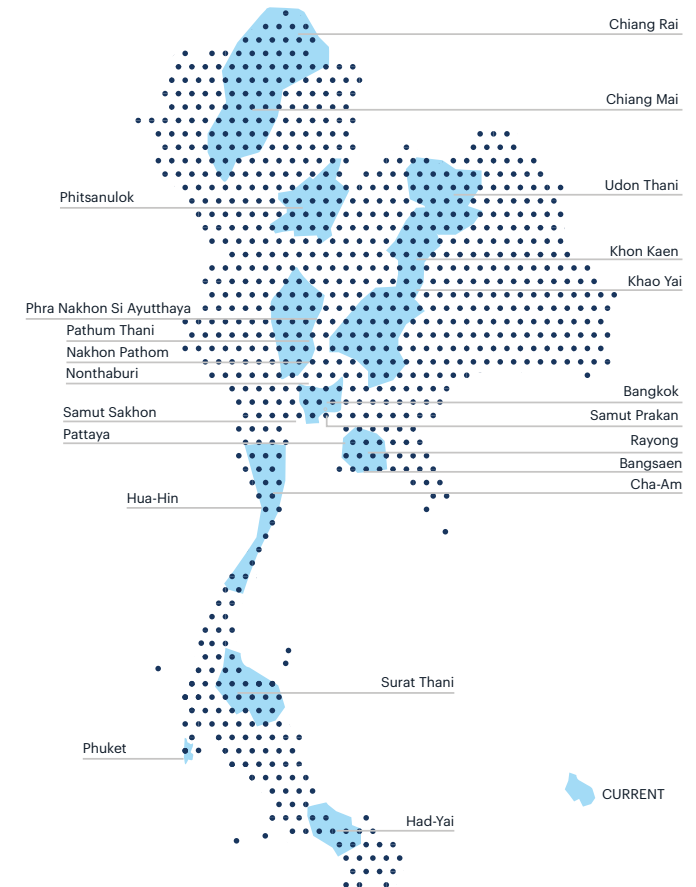 Chiang Rai
Chiang Mai
Udon Thani
Phitsanulok
Khon Kaen
Khao Yai
Phra Nakhon Si Ayutthaya
Pathum Thani
Nakhon Pathom
Nonthaburi
Bangkok
Samut Sakhon
Samut Prakan
Pattaya
Rayong
Bangsaen
Cha-Am
Hua-Hin
Surat Thani
Phuket
CURRENT
Had-Yai